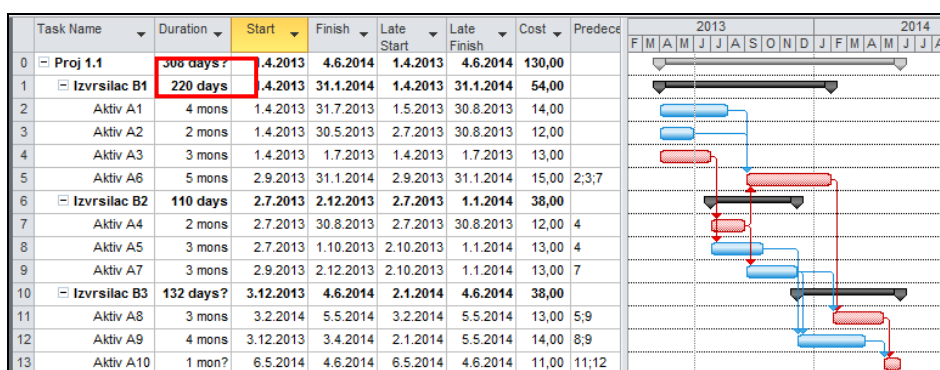 Task Name Duration Start Finish Late Start Late Finish Cost Predece 2013 2014
F M A M J J A S O N D J F M A M J J A
0 Proj 1.1 308 days? 1.4.2013 4.6.2014 1.4.2013 4.6.2014 130,00
1 Izvrsilac B1 220 days 1.4.2013 31.1.2014 1.4.2013 31.1.2014 54,00
2 Aktiv A1 4 mons 1.4.2013 31.7.2013 1.5.2013 30.8.2013 14,00
3 Aktiv A2 2 mons 1.4.2013 30.5.2013 2.7.2013 30.8.2013 12,00
4 Aktiv A3 3 mons 1.4.2013 1.7.2013 1.4.2013 1.7.2013 13,00
5 Aktiv A6 5 mons 2.9.2013 31.1.2014 2.9.2013 31.1.2014 15,00 2;3;7
6 Izvrsilac B2 110 days 2.7.2013 2.12.2013 2.7.2013 1.1.2014 38,00
7 Aktiv A4 2 mons 2.7.2013 30.8.2013 2.7.2013 30.8.2013 12,00 4
8 Aktiv A5 3 mons 2.7.2013 1.10.2013 2.10.2013 1.1.2014 13,00 4
9 Aktiv A7 3 mons 2.9.2013 2.12.2013 2.10.2013 1.1.2014 13,00 7
10 Izvrsilac B3 132 days? 3.12.2013 4.6.2014 2.1.2014 4.6.2014 38,00
11 Aktiv A8 3 mons 3.2.2014 5.5.2014 3.2.2014 5.5.2014 13,00 5;9
12 Aktiv A9 4 mons 3.12.2013 3.4.2014 2.1.2014 5.5.2014 14,00 8;9
13 Aktiv A10 1 mon? 6.5.2014 4.6.2014 6.5.2014 4.6.2014 11,00 11;12